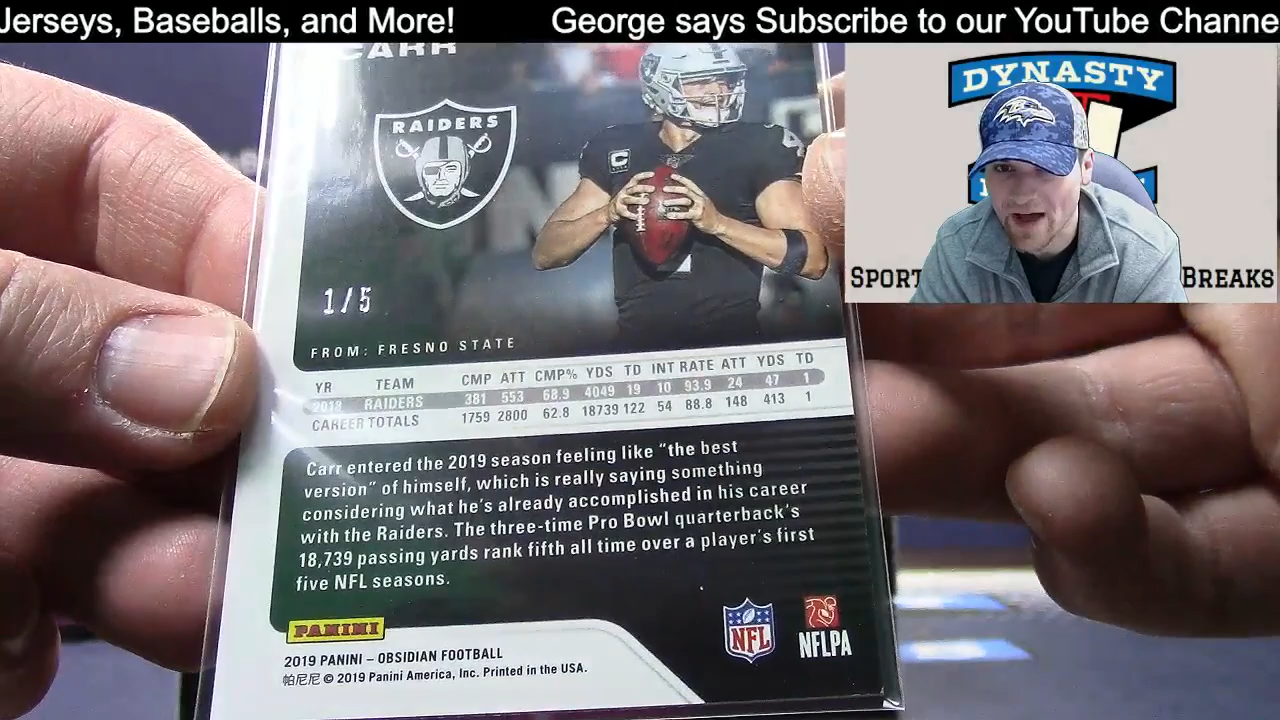 Jerseys, Baseballs, and More! George says Subscribe to our YouTube Channe
CARR
RAIDERS
C
4
1/5
FROM: FRESNO STATE
YR TEAM CMP ATT CMP% YDS TD INT RATE ATT YDS TD
2018 RAIDERS 381 553 68.9 4049 19 10 93.9 24 47 1
CAREER TOTALS 1759 2800 62.8 18739 122 54 88.8 148 413 1
Carr entered the 2019 season feeling like "the best
version" of himself, which is really saying something
considering what he's already accomplished in his career
with the Raiders. The three-time Pro Bowl quarterback's
18,739 passing yards rank fifth all time over a player's first
five NFL seasons.
PANINI
2019 PANINI – OBSIDIAN FOOTBALL
帕尼尼 © 2019 Panini America, Inc. Printed in the USA.
NFL
NFLPA
DYNASTY
SPORT BREAKS